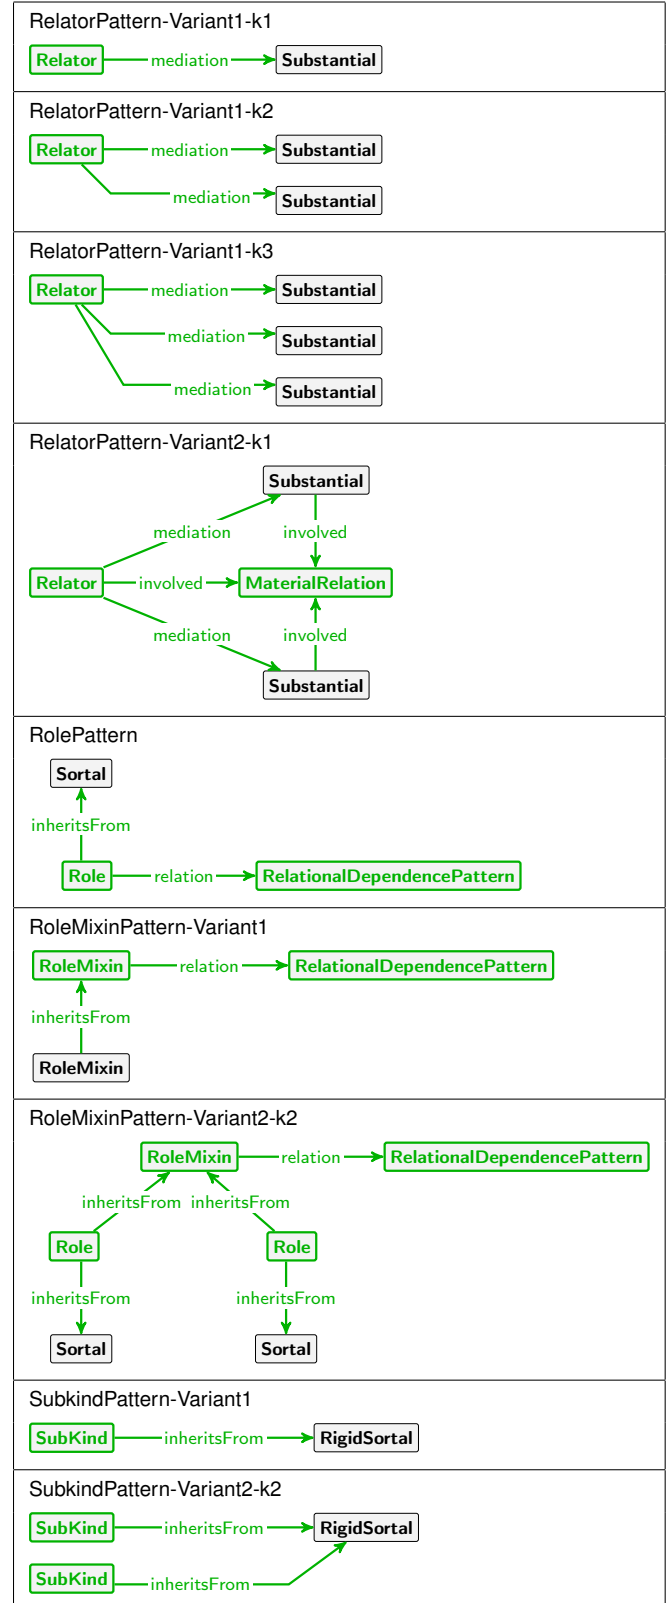 RelatorPattern-Variant1-k1
Relator mediation Substantial
RelatorPattern-Variant1-k2
Relator mediation Substantial
mediation Substantial
RelatorPattern-Variant1-k3
Relator mediation Substantial
mediation Substantial
mediation Substantial
RelatorPattern-Variant2-k1
Substantial
mediation involved
Relator involved MaterialRelation
mediation involved
Substantial
RolePattern
Sortal
inheritsFrom
Role relation RelationalDependencePattern
RoleMixinPattern-Variant1
RoleMixin relation RelationalDependencePattern
inheritsFrom
RoleMixin
RoleMixinPattern-Variant2-k2
RoleMixin relation RelationalDependencePattern
inheritsFrom inheritsFrom
Role Role
inheritsFrom inheritsFrom
Sortal Sortal
SubkindPattern-Variant1
SubKind inheritsFrom RigidSortal
SubkindPattern-Variant2-k2
SubKind inheritsFrom RigidSortal
SubKind inheritsFrom